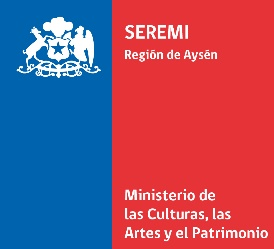 SEREMI
Región de Aysén
Ministerio de
las Culturas, las
Artes y el Patrimonio